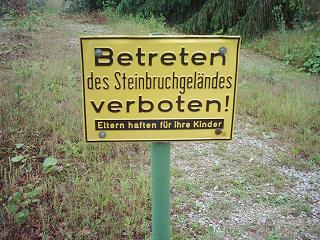 Betreten
des Steinbruchgeländes
verboten!
Eltern haften für ihre Kinder